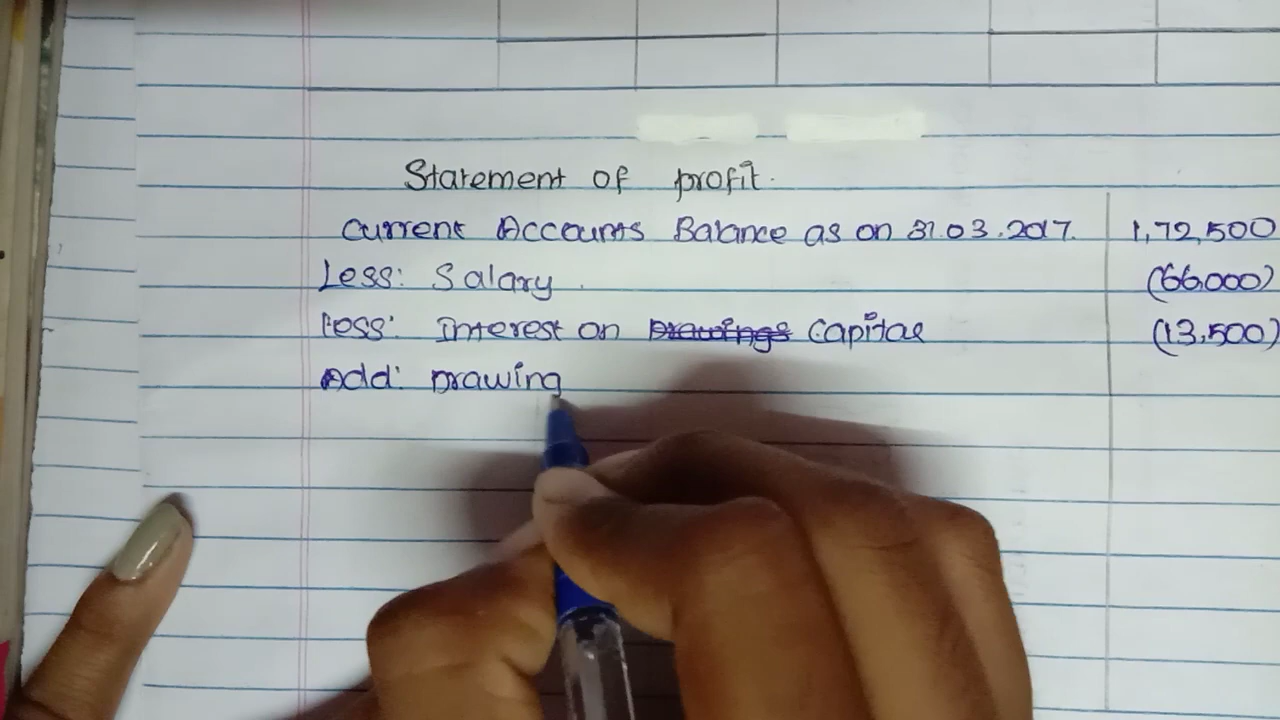 Statement of profit.
Current Accounts Balance as on 31.03.2017. 1,72,500
Less: Salary. (66,000)
Less: Interest on Drawings Capital (13,500)
Add: Drawing